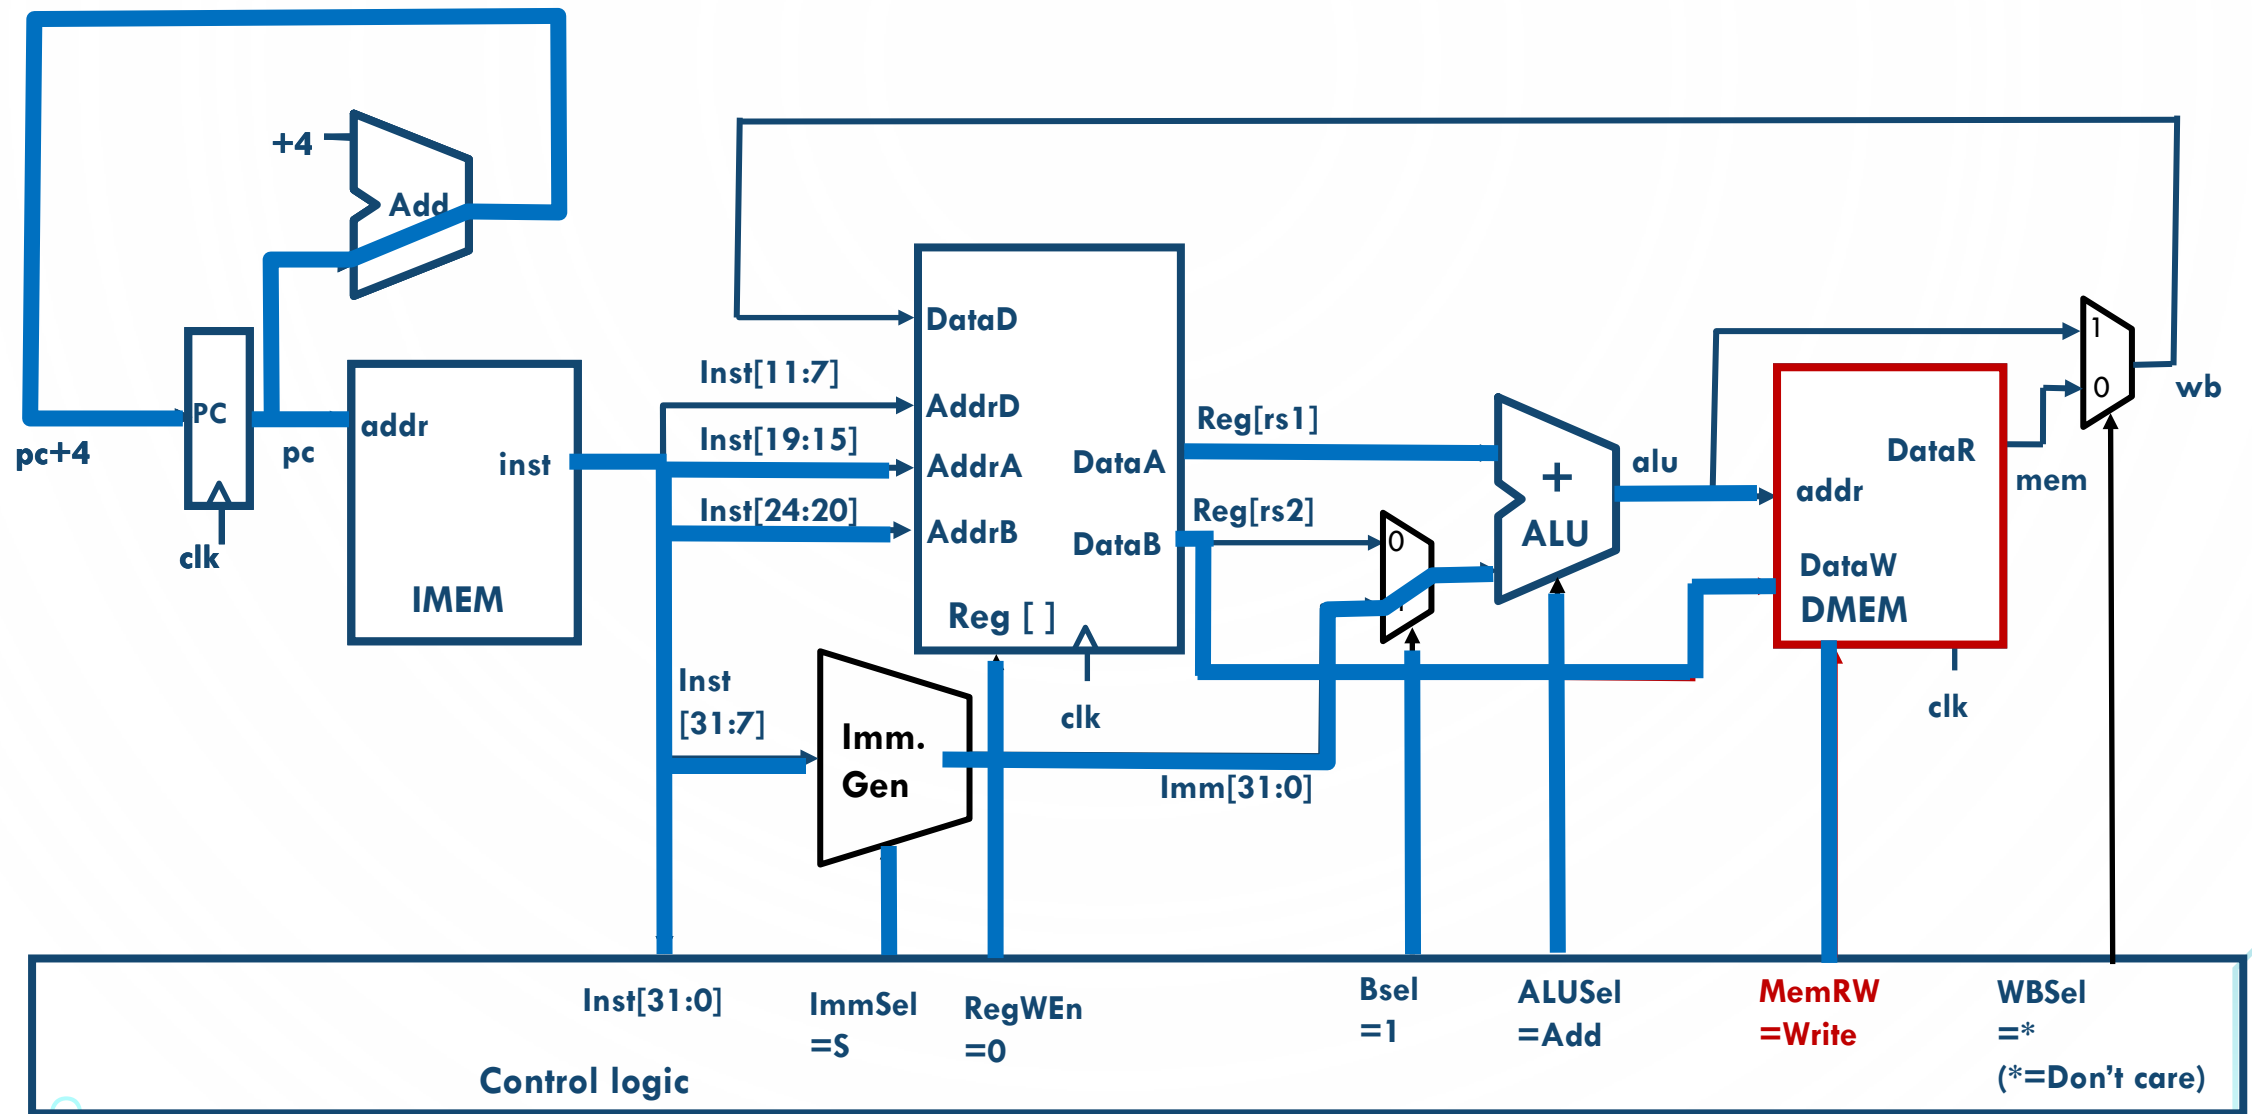 +4
Add
DataD
1
Inst[11:7]
0
wb
PC
AddrD
Reg[rs1]
addr
Inst[19:15]
pc+4
pc
DataA
DataR
inst
AddrA
+
alu
mem
addr
Inst[24:20]
Reg[rs2]
AddrB
DataB
0
ALU
clk
DataW
IMEM
DMEM
Reg [ ]
Inst
[31:7]
clk
clk
Imm.
Gen
Imm[31:0]
Inst[31:0]
ImmSel
=S
RegWEn
=0
Bsel
=1
ALUSel
=Add
MemRW
=Write
WBSel
=*
(*=Don't care)
Control logic